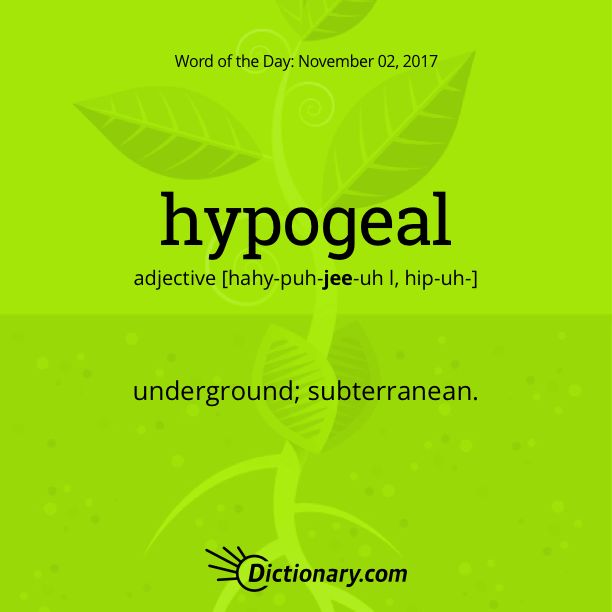 Word of the Day: November 02, 2017
hypogeal
adjective [hahy-puh-jee-uh l, hip-uh-]
underground; subterranean.
Dictionary.com